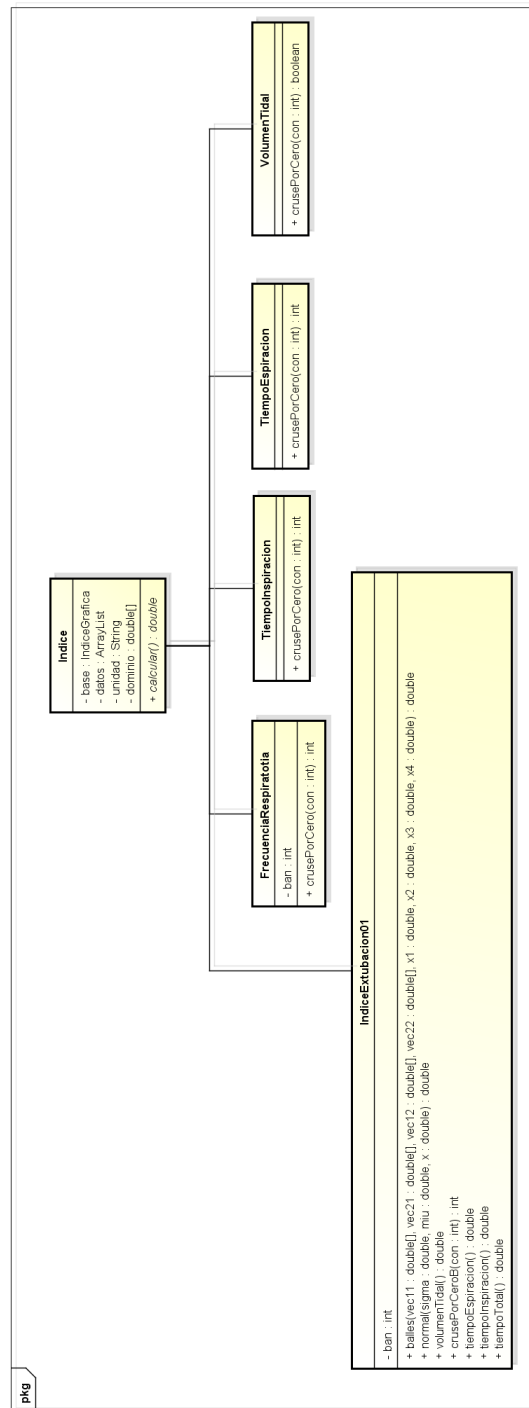 pkg
Indice
- base : IndiceGrafica
- datos : ArrayList
- unidad : String
- dominio : double[]
+ calcular() : double
IndiceExtubacion01
- ban : int
+ balles(vec11 : double[], vec21 : double[], vec12 : double[], vec22 : double[], x1 : double, x2 : double, x3 : double, x4 : double) : double
+ normal(sigma : double, miu : double, x : double) : double
+ volumenTidal() : double
+ crusePorCeroB(con : int) : int
+ tiempoEspiracion() : double
+ tiempoInspiracion() : double
+ tiempoTotal() : double
FrecuenciaRespiratotia
- ban : int
+ crusePorCero(con : int) : int
TiempoInspiracion
+ crusePorCero(con : int) : int
TiempoEspiracion
+ crusePorCero(con : int) : int
VolumenTidal
+ crusePorCero(con : int) : boolean